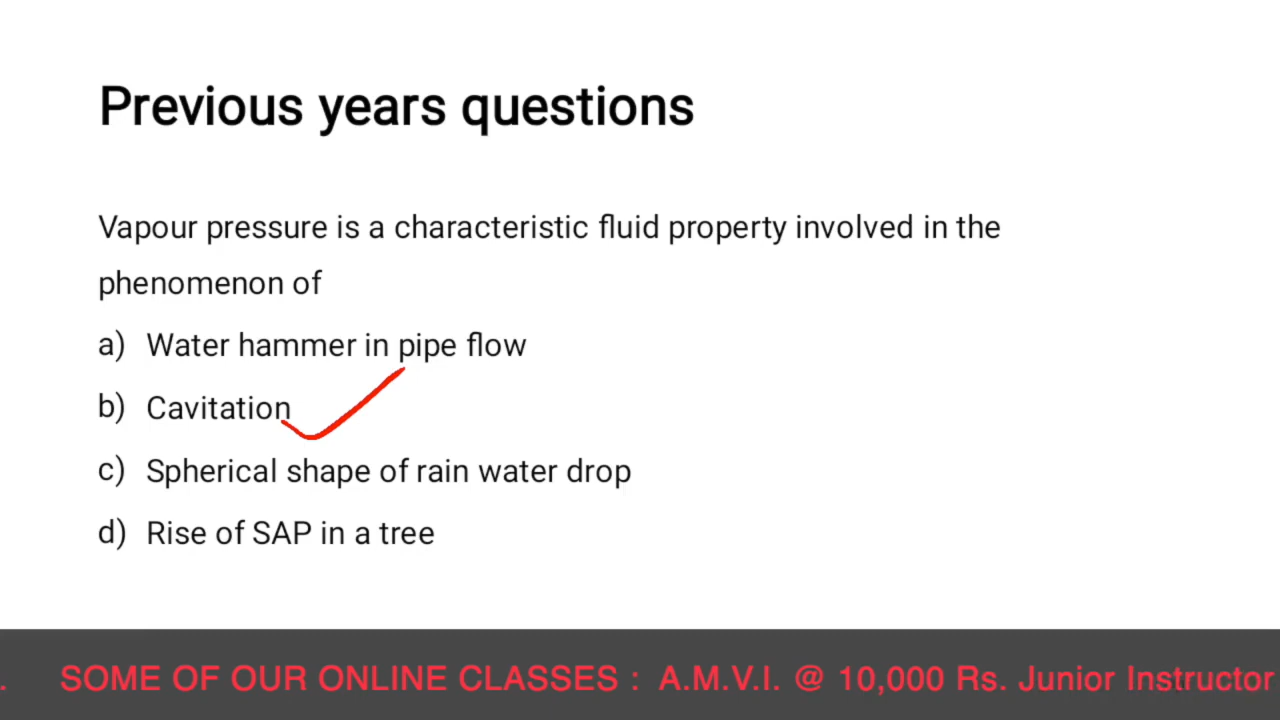 Previous years questions
Vapour pressure is a characteristic fluid property involved in the
phenomenon of
a) Water hammer in pipe flow
b) Cavitation
c) Spherical shape of rain water drop
d) Rise of SAP in a tree
. SOME OF OUR ONLINE CLASSES : A.M.V.I. @ 10,000 Rs. Junior Instructor